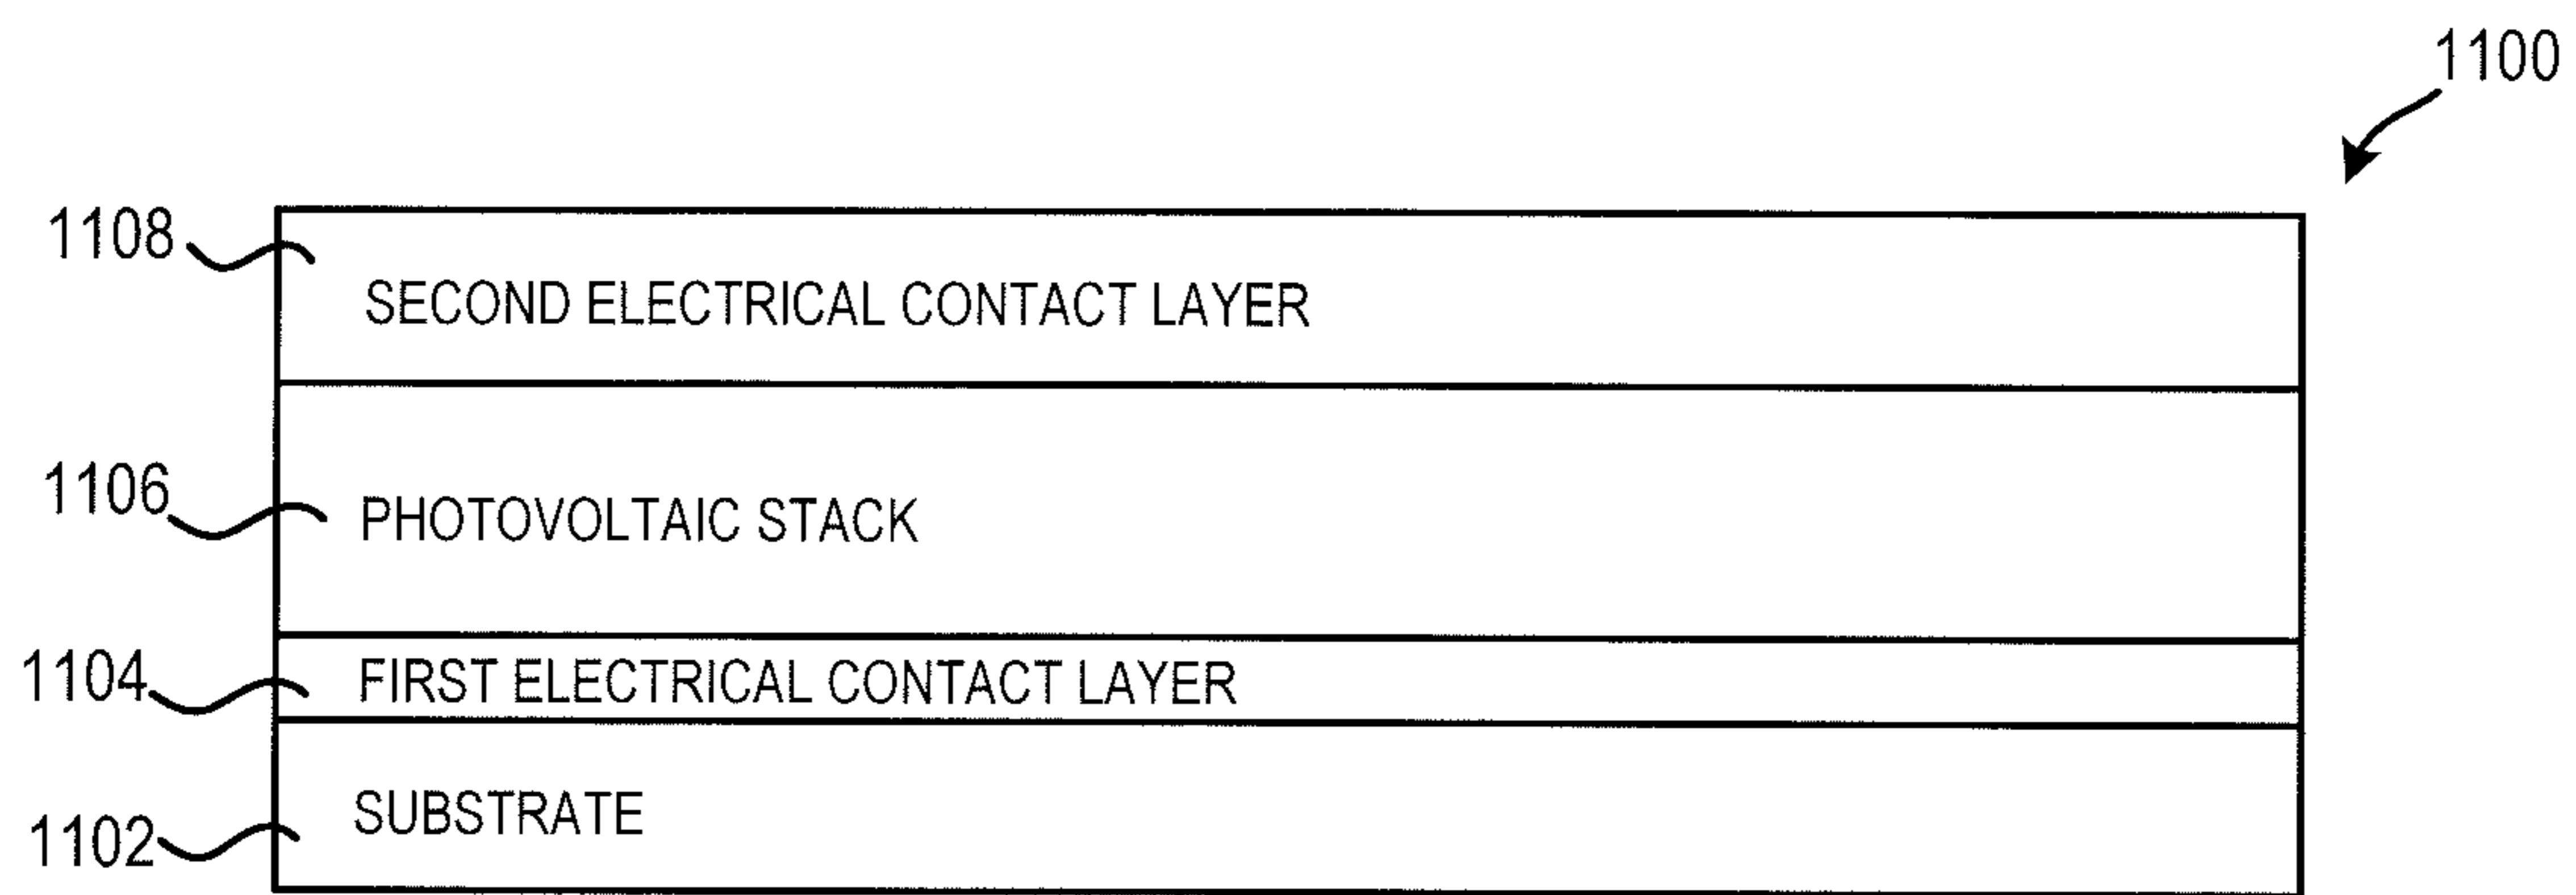 1100
1108
SECOND ELECTRICAL CONTACT LAYER
1106
PHOTOVOLTAIC STACK
1104
FIRST ELECTRICAL CONTACT LAYER
SUBSTRATE
1102